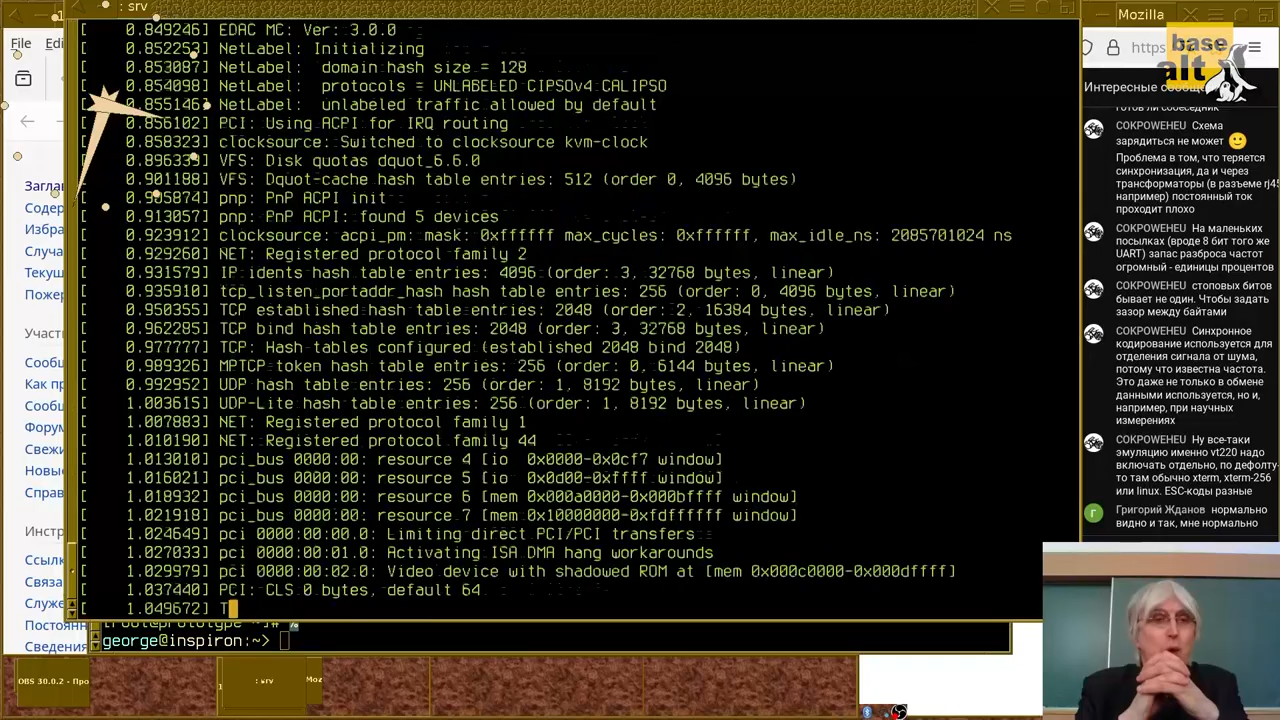 : srv
File Edi
Заглав
Содер
Избра
Случа
Текущ
Пожер
Участ
Сообщ
Как пр
Сообщ
Форум
Свежи
Новые
Справ
Инстр
Ссылк
Связа
Служе
Постоянн
Сведения
[ 0.849246] EDAC MC: Ver: 3.0.0
[ 0.852253] NetLabel: Initializing
[ 0.853087] NetLabel:  domain hash size = 128
[ 0.854098] NetLabel:  protocols = UNLABELED CIPSOv4 CALIPSO
[ 0.855146] NetLabel:  unlabeled traffic allowed by default
[ 0.856102] PCI: Using ACPI for IRQ routing
[ 0.858323] clocksource: Switched to clocksource kvm-clock
[ 0.896339] VFS: Disk quotas dquot_6.6.0
[ 0.901188] VFS: Dquot-cache hash table entries: 512 (order 0, 4096 bytes)
[ 0.905874] pnp: PnP ACPI init
[ 0.913057] pnp: PnP ACPI: found 5 devices
[ 0.923912] clocksource: acpi_pm: mask: 0xffffff max_cycles: 0xffffff, max_idle_ns: 2085701024 ns
[ 0.929260] NET: Registered protocol family 2
[ 0.931579] IP idents hash table entries: 4096 (order: 3, 32768 bytes, linear)
[ 0.935910] tcp_listen_portaddr_hash hash table entries: 256 (order: 0, 4096 bytes, linear)
[ 0.950355] TCP established hash table entries: 2048 (order: 2, 16384 bytes, linear)
[ 0.962285] TCP bind hash table entries: 2048 (order: 3, 32768 bytes, linear)
[ 0.977777] TCP: Hash tables configured (established 2048 bind 2048)
[ 0.989326] MPTCP token hash table entries: 256 (order: 0, 6144 bytes, linear)
[ 0.992952] UDP hash table entries: 256 (order: 1, 8192 bytes, linear)
[ 1.003615] UDP-Lite hash table entries: 256 (order: 1, 8192 bytes, linear)
[ 1.007883] NET: Registered protocol family 1
[ 1.010190] NET: Registered protocol family 44
[ 1.013010] pci_bus 0000:00: resource 4 [io  0x0000-0x0cf7 window]
[ 1.016021] pci_bus 0000:00: resource 5 [io  0x0d00-0xffff window]
[ 1.018932] pci_bus 0000:00: resource 6 [mem 0x000a0000-0x000bffff window]
[ 1.021918] pci_bus 0000:00: resource 7 [mem 0x10000000-0xfdffffff window]
[ 1.024649] pci 0000:00:00.0: Limiting direct PCI/PCI transfers
[ 1.027033] pci 0000:00:01.0: Activating ISA DMA hang workarounds
[ 1.029979] pci 0000:00:02.0: Video device with shadowed ROM at [mem 0x000c0000-0x000dffff]
[ 1.037440] PCI: CLS 0 bytes, default 64
[ 1.049672] T
[root@prototype ~]#
george@inspiron:~>
OBS 30.0.2 - Про
: srv
Moz
Mozilla
https
base
alt
Интересные сообщ
готов ли собеседник
COKPOWEHEU Схема
зарядиться не может
Проблема в том, что теряется
синхронизация, да и через
трансформаторы (в разъеме rj45
например) постоянный ток
проходит плохо
COKPOWEHEU На маленьких
посылках (вроде 8 бит того же
UART) запас разброса частот
огромный - единицы процентов
COKPOWEHEU стоповых битов
бывает не один. Чтобы задать
зазор между байтами
COKPOWEHEU Синхронное
кодирование используется для
отделения сигнала от шума,
потому что известна частота.
Это даже не только в обмене
данными используется, но и,
например, при научных
измерениях
COKPOWEHEU Ну все-таки
эмуляцию именно vt220 надо
включать отдельно, по дефолту-
то там обычно xterm, xterm-256
или linux. ESC-коды разные
Г
Григорий Жданов нормально
видно и так, мне нормально